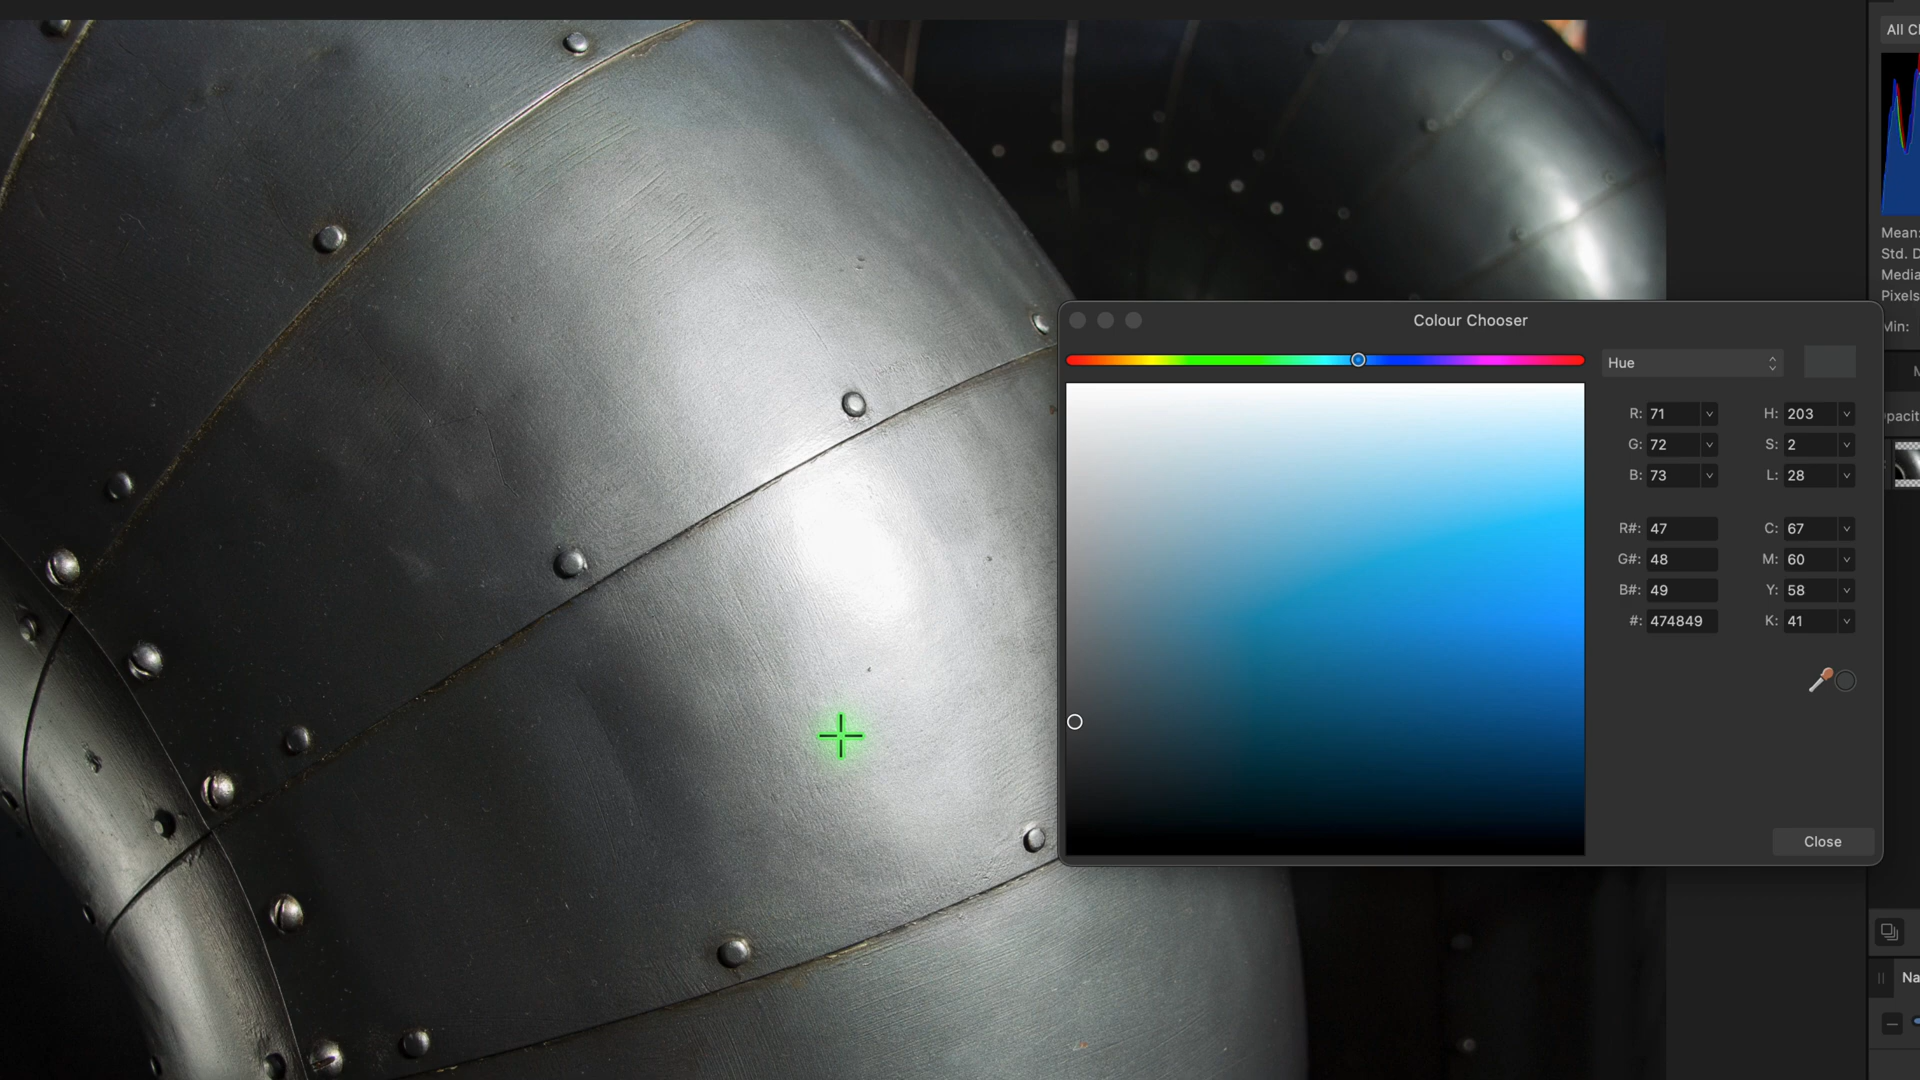 All C
Mean:
Std. D
Media
Pixels
Min:
M
pacit
Colour Chooser
Hue
R: 71 H: 203
G: 72 S: 2
B: 73 L: 28
R#: 47 C: 67
G#: 48 M: 60
B#: 49 Y: 58
#: 474849 K: 41
Close
Na